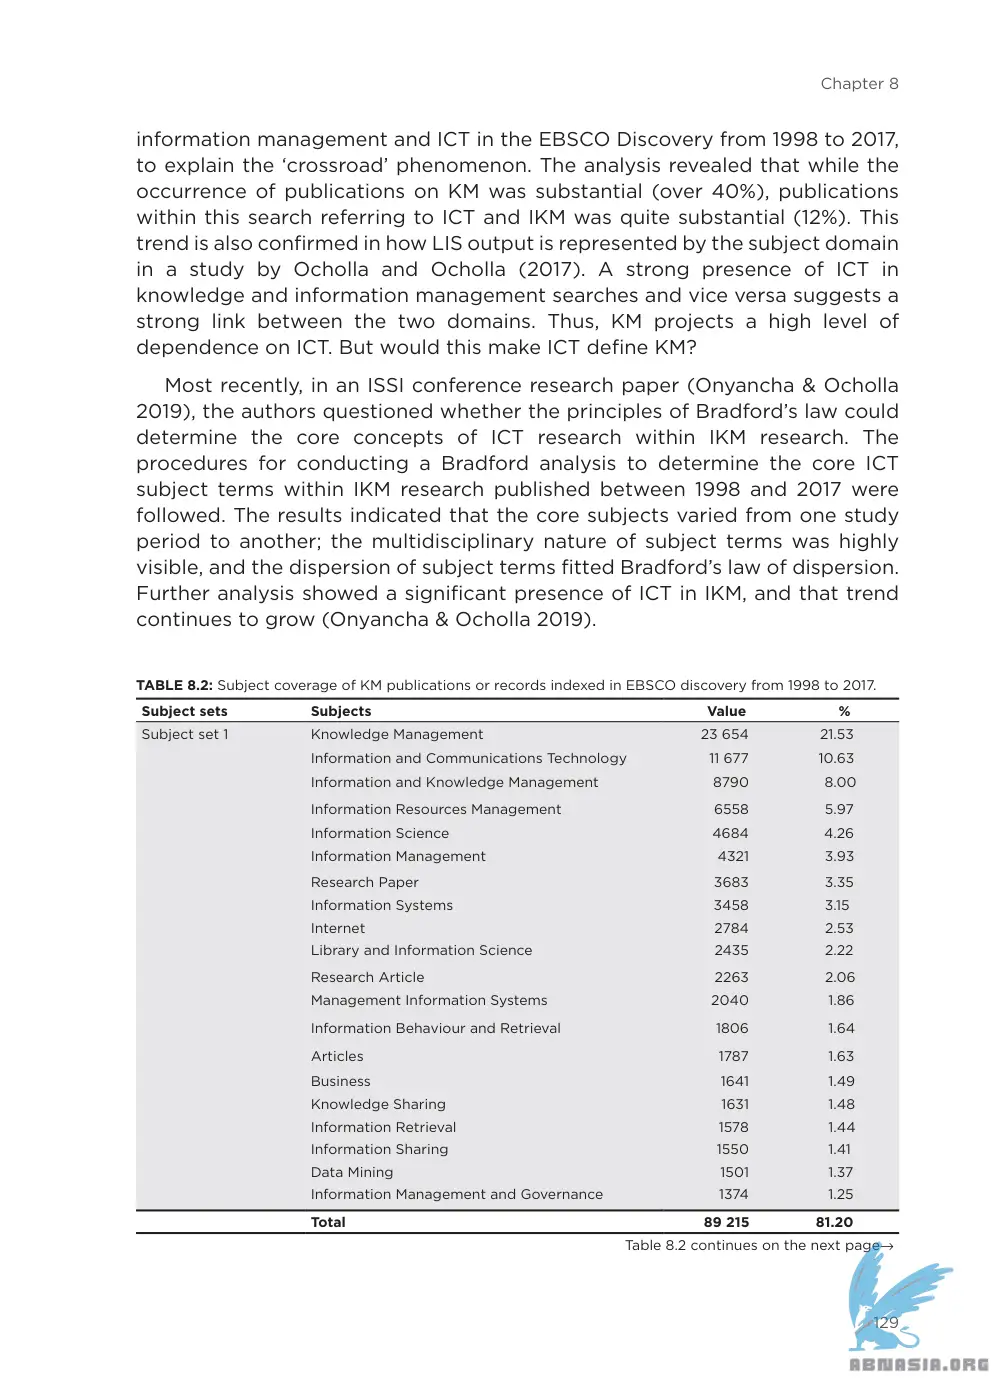 Chapter 8
information management and ICT in the EBSCO Discovery from 1998 to 2017,
to explain the ‘crossroad’ phenomenon. The analysis revealed that while the
occurrence of publications on KM was substantial (over 40%), publications
within this search referring to ICT and IKM was quite substantial (12%). This
trend is also confirmed in how LIS output is represented by the subject domain
in a study by Ocholla and Ocholla (2017). A strong presence of ICT in
knowledge and information management searches and vice versa suggests a
strong link between the two domains. Thus, KM projects a high level of
dependence on ICT. But would this make ICT define KM?
Most recently, in an ISSI conference research paper (Onyancha & Ocholla
2019), the authors questioned whether the principles of Bradford’s law could
determine the core concepts of ICT research within IKM research. The
procedures for conducting a Bradford analysis to determine the core ICT
subject terms within IKM research published between 1998 and 2017 were
followed. The results indicated that the core subjects varied from one study
period to another; the multidisciplinary nature of subject terms was highly
visible, and the dispersion of subject terms fitted Bradford’s law of dispersion.
Further analysis showed a significant presence of ICT in IKM, and that trend
continues to grow (Onyancha & Ocholla 2019).
TABLE 8.2: Subject coverage of KM publications or records indexed in EBSCO discovery from 1998 to 2017.
Subject sets Subjects Value %
Subject set 1 Knowledge Management 23 654 21.53
Information and Communications Technology 11 677 10.63
Information and Knowledge Management 8790 8.00
Information Resources Management 6558 5.97
Information Science 4684 4.26
Information Management 4321 3.93
Research Paper 3683 3.35
Information Systems 3458 3.15
Internet 2784 2.53
Library and Information Science 2435 2.22
Research Article 2263 2.06
Management Information Systems 2040 1.86
Information Behaviour and Retrieval 1806 1.64
Articles 1787 1.63
Business 1641 1.49
Knowledge Sharing 1631 1.48
Information Retrieval 1578 1.44
Information Sharing 1550 1.41
Data Mining 1501 1.37
Information Management and Governance 1374 1.25
Total 89 215 81.20
Table 8.2 continues on the next page→
129
ABNASIA.ORG